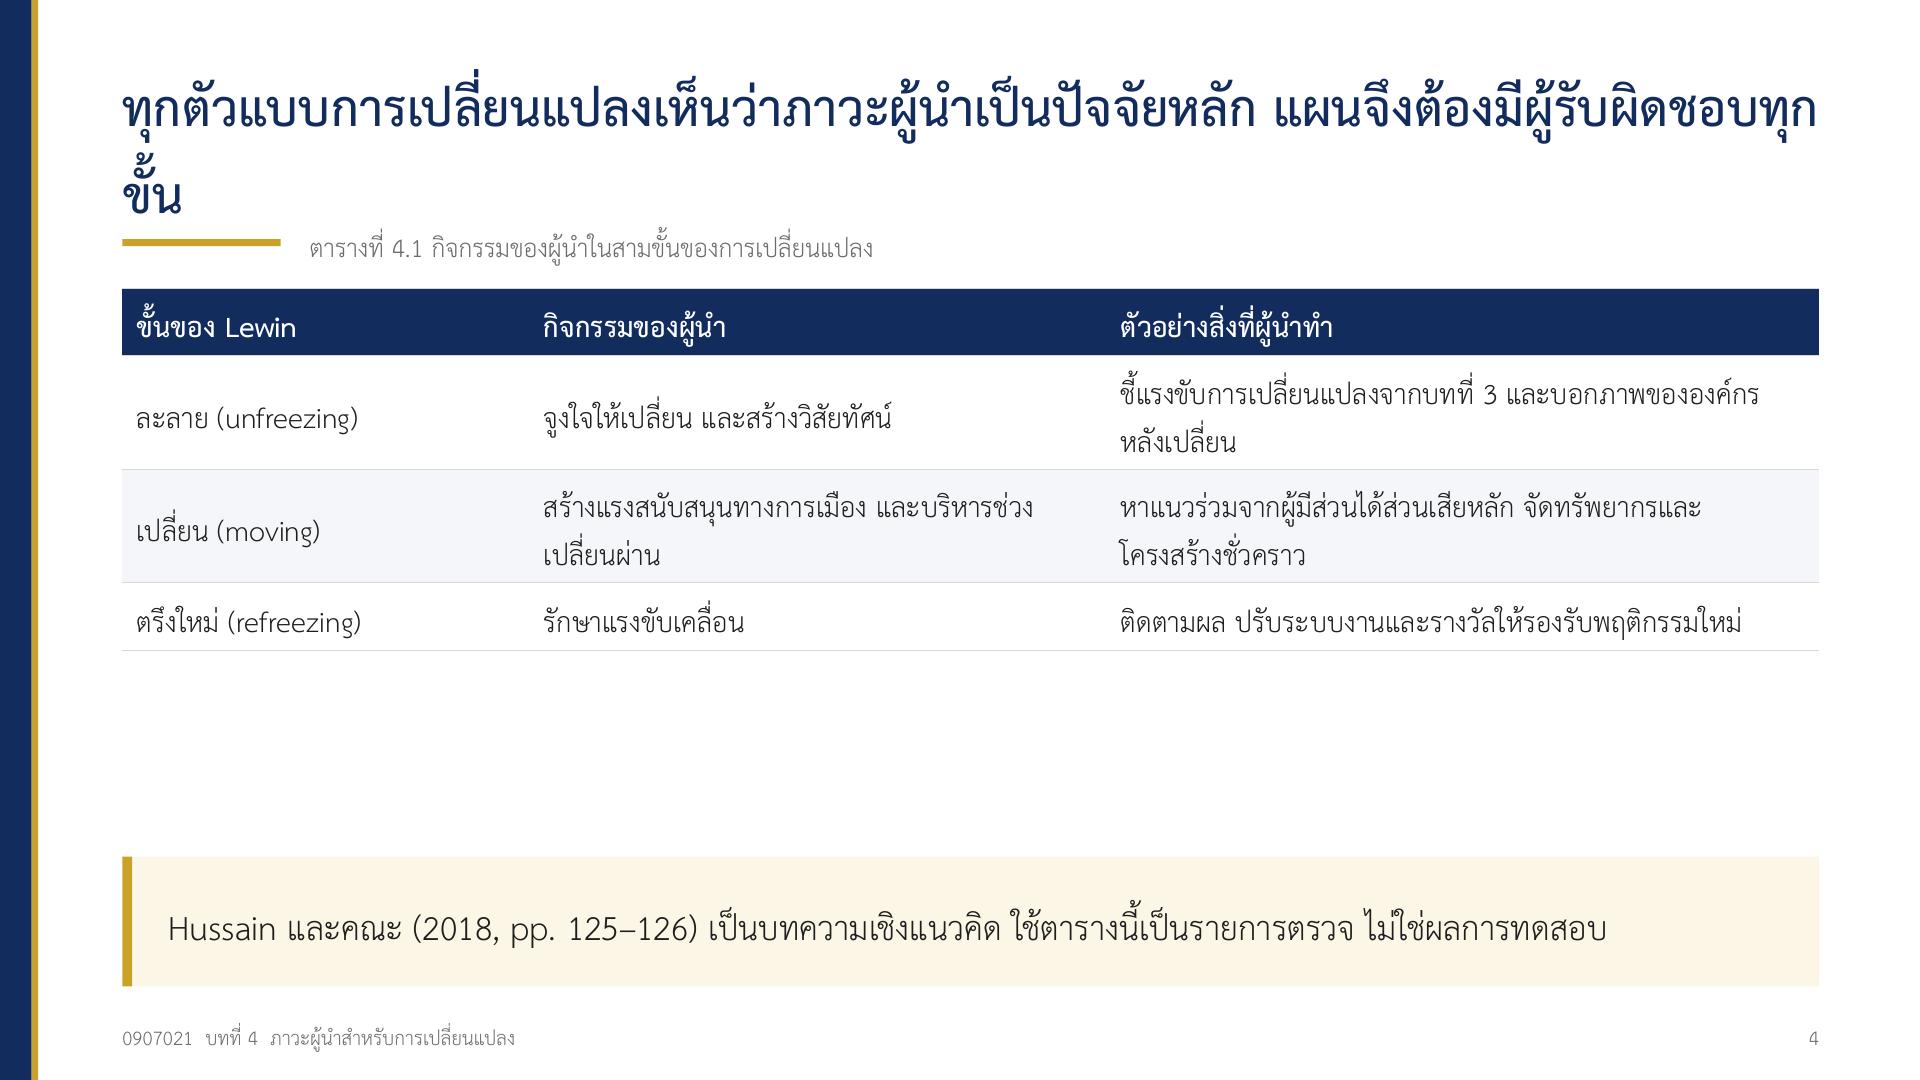 ทุกตัวแบบการเปลี่ยนแปลงเห็นว่าภาวะผู้นำเป็นปัจจัยหลัก แผนจึงต้องมีผู้รับผิดชอบทุก
ขั้น
ตารางที่ 4.1 กิจกรรมของผู้นำในสามขั้นของการเปลี่ยนแปลง
ขั้นของ Lewin กิจกรรมของผู้นำ ตัวอย่างสิ่งที่ผู้นำทำ
ละลาย (unfreezing) จูงใจให้เปลี่ยน และสร้างวิสัยทัศน์ ชี้แรงขับการเปลี่ยนแปลงจากบทที่ 3 และบอกภาพขององค์กร
หลังเปลี่ยน
เปลี่ยน (moving) สร้างแรงสนับสนุนทางการเมือง และบริหารช่วง
เปลี่ยนผ่าน
หาแนวร่วมจากผู้มีส่วนได้ส่วนเสียหลัก จัดทรัพยากรและ
โครงสร้างชั่วคราว
ตรึงใหม่ (refreezing) รักษาแรงขับเคลื่อน ติดตามผล ปรับระบบงานและรางวัลให้รองรับพฤติกรรมใหม่
Hussain และคณะ (2018, pp. 125–126) เป็นบทความเชิงแนวคิด ใช้ตารางนี้เป็นรายการตรวจ ไม่ใช่ผลการทดสอบ
0907021 บทที่ 4 ภาวะผู้นำสำหรับการเปลี่ยนแปลง 4